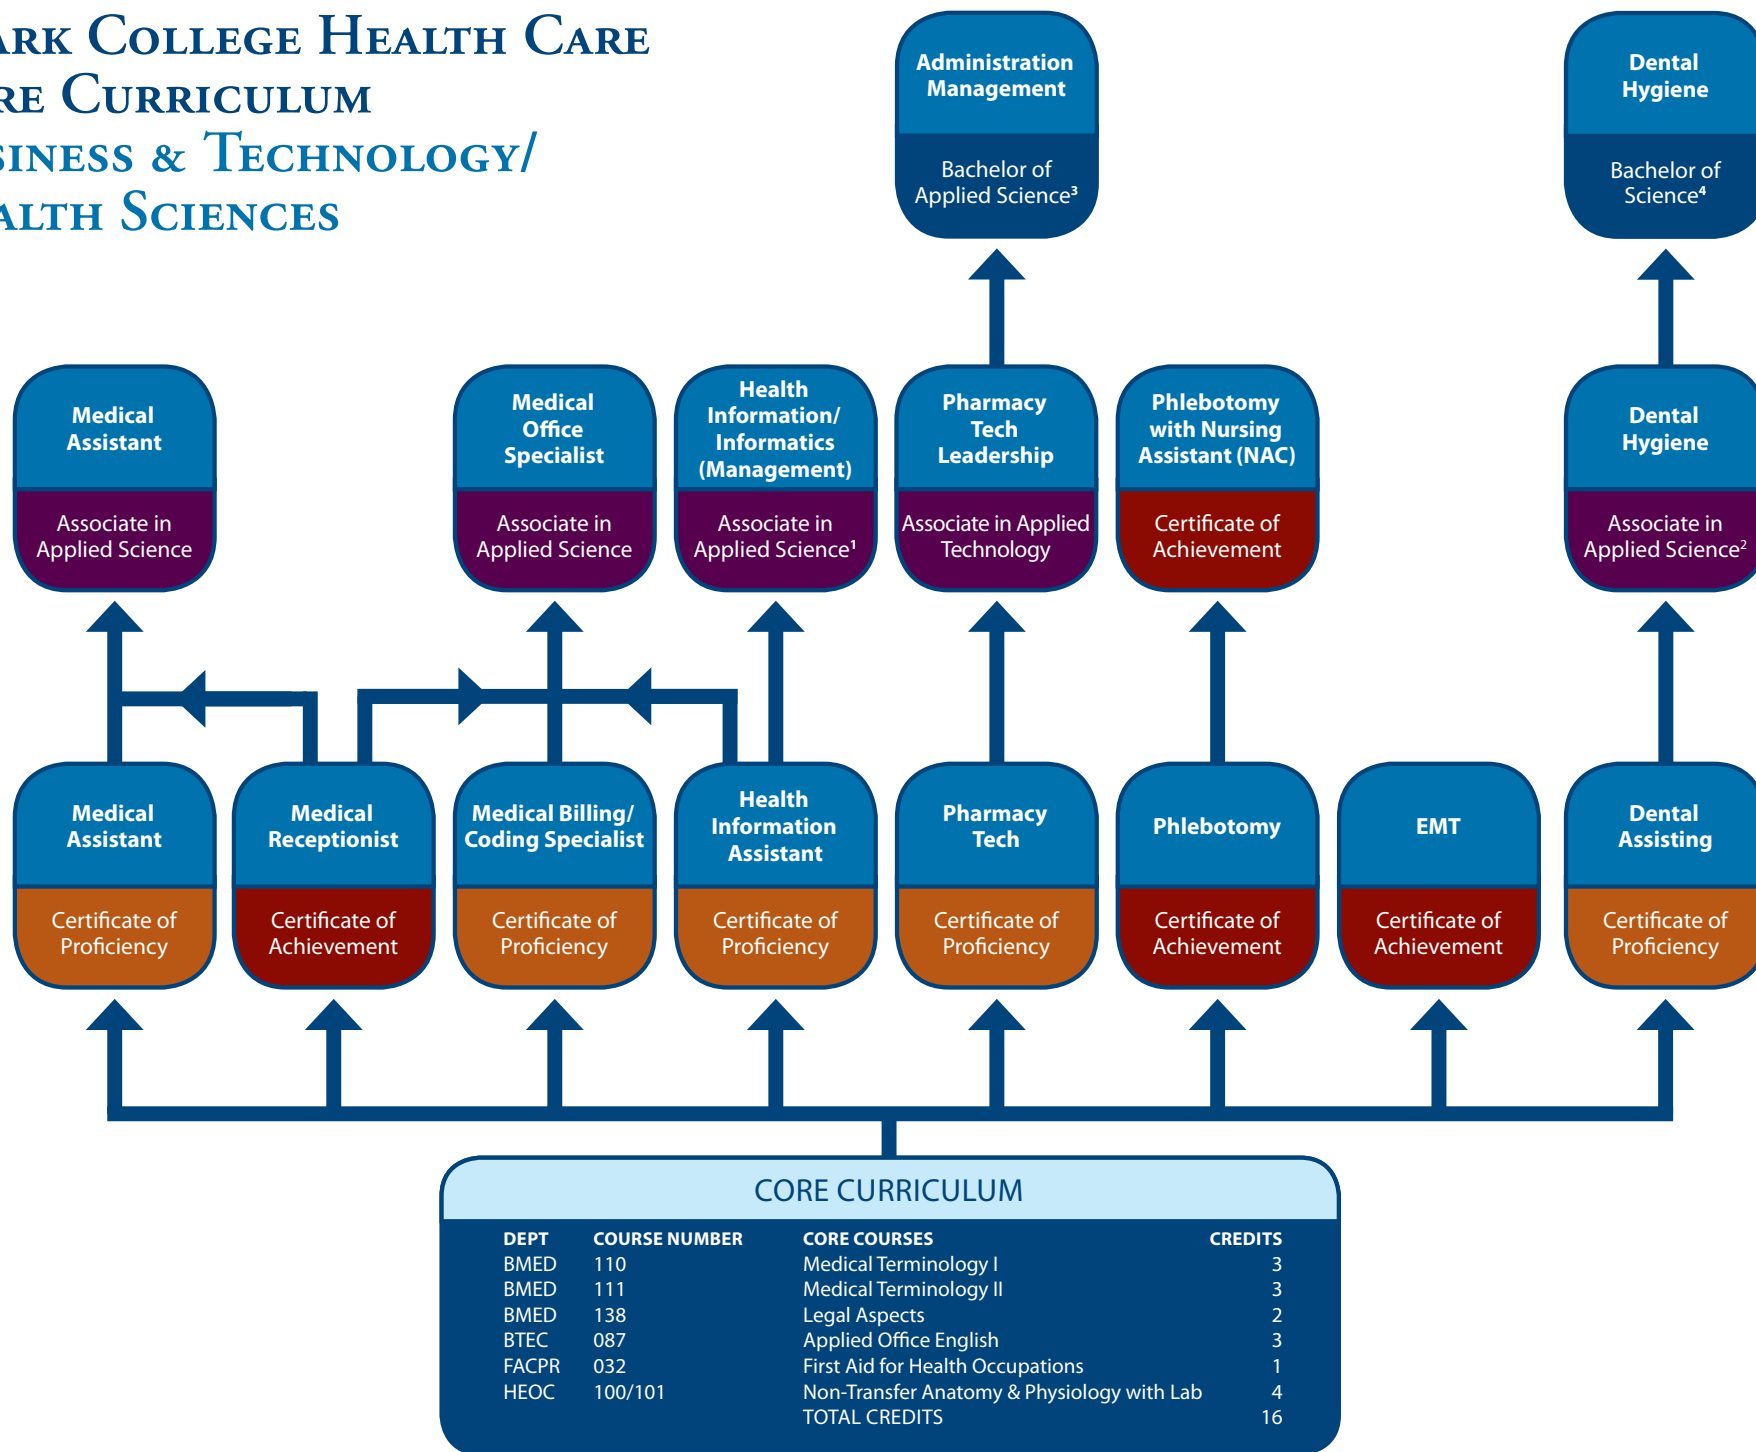 ARK COLLEGE HEALTH CARE
RE CURRICULUM
SINESS & TECHNOLOGY/
ALTH SCIENCES
Administration
Management
Bachelor of
Applied Science³
Dental
Hygiene
Bachelor of
Science⁴
Medical
Assistant
Associate in
Applied Science
Medical
Office
Specialist
Associate in
Applied Science
Health
Information/
Informatics
(Management)
Associate in
Applied Science¹
Pharmacy
Tech
Leadership
Associate in Applied
Technology
Phlebotomy
with Nursing
Assistant (NAC)
Certificate of
Achievement
Dental
Hygiene
Associate in
Applied Science²
Medical
Assistant
Certificate of
Proficiency
Medical
Receptionist
Certificate of
Achievement
Medical Billing/
Coding Specialist
Certificate of
Proficiency
Health
Information
Assistant
Certificate of
Proficiency
Pharmacy
Tech
Certificate of
Proficiency
Phlebotomy
Certificate of
Achievement
EMT
Certificate of
Achievement
Dental
Assisting
Certificate of
Proficiency
CORE CURRICULUM
DEPT COURSE NUMBER CORE COURSES CREDITS
BMED 110 Medical Terminology I 3
BMED 111 Medical Terminology II 3
BMED 138 Legal Aspects 2
BTEC 087 Applied Office English 3
FACPR 032 First Aid for Health Occupations 1
HEOC 100/101 Non-Transfer Anatomy & Physiology with Lab 4
TOTAL CREDITS 16